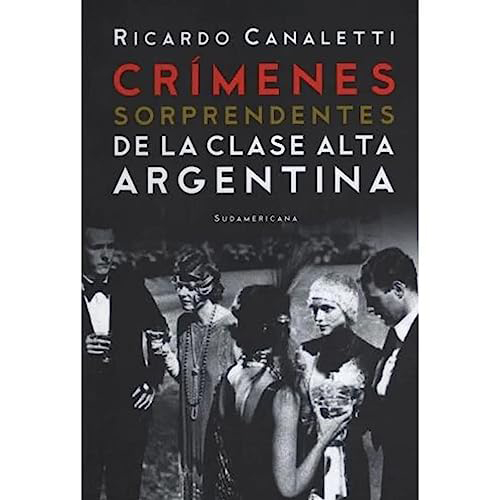 RICARDO CANALETTI
CRÍMENES
SORPRENDENTES
DE LA CLASE ALTA
ARGENTINA
SUDAMERICANA